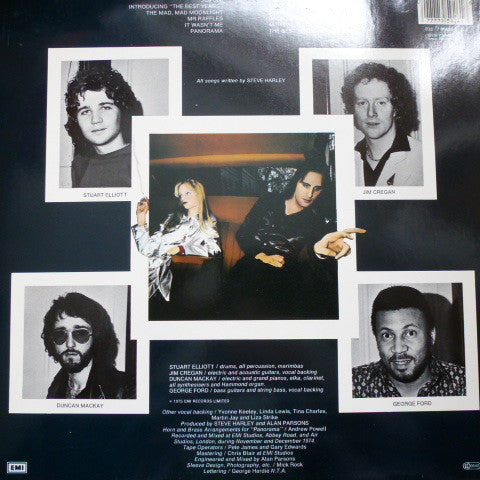 INTRODUCING "THE BEST YEARS"
THE MAD, MAD MOONLIGHT
MR RAFFLES
IT WASN'T ME
PANORAMA
All songs written by STEVE HARLEY
STUART ELLIOTT
JIM CREGAN
DUNCAN MACKAY
GEORGE FORD
STUART ELLIOTT / drums, all percussion, marimbas
JIM CREGAN / electric and acoustic guitars, vocal backing
DUNCAN MACKAY / electric and grand pianos, elka, clarinet,
all synthesisers and hammond organ.
GEORGE FORD / bass guitars and string bass, vocal backing
℗ 1975 EMI RECORDS LIMITED
Other vocal backing / Yvonne Keeley, Linda Lewis, Tina Charles,
Martin Jay and Liza Strike
Produced by STEVE HARLEY and ALAN PARSONS
Horn and Brass Arrangements for "Panorama" / Andrew Powell
Recorded and Mixed at EMI Studios, Abbey Road, and Air
Studios, London, during November and December 1974.
Tape Operators / Pete James and Gary Edwards
Mastering / Chris Blair at EMI Studios
Engineered and Mixed by Alan Parsons
Sleeve Design, Photography, etc. / Mick Rock
Lettering / George Hardie N.T.A.
EMI